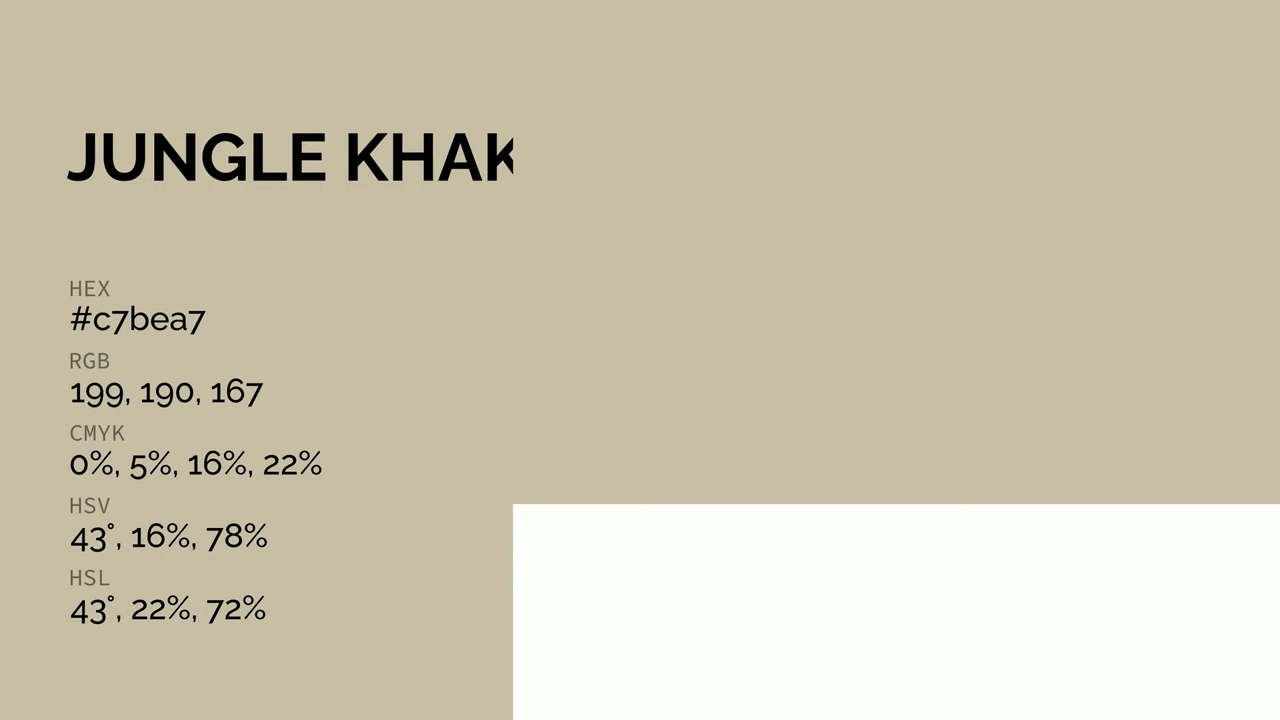 JUNGLE KHAK
HEX
#c7bea7
RGB
199, 190, 167
CMYK
0%, 5%, 16%, 22%
HSV
43°, 16%, 78%
HSL
43°, 22%, 72%